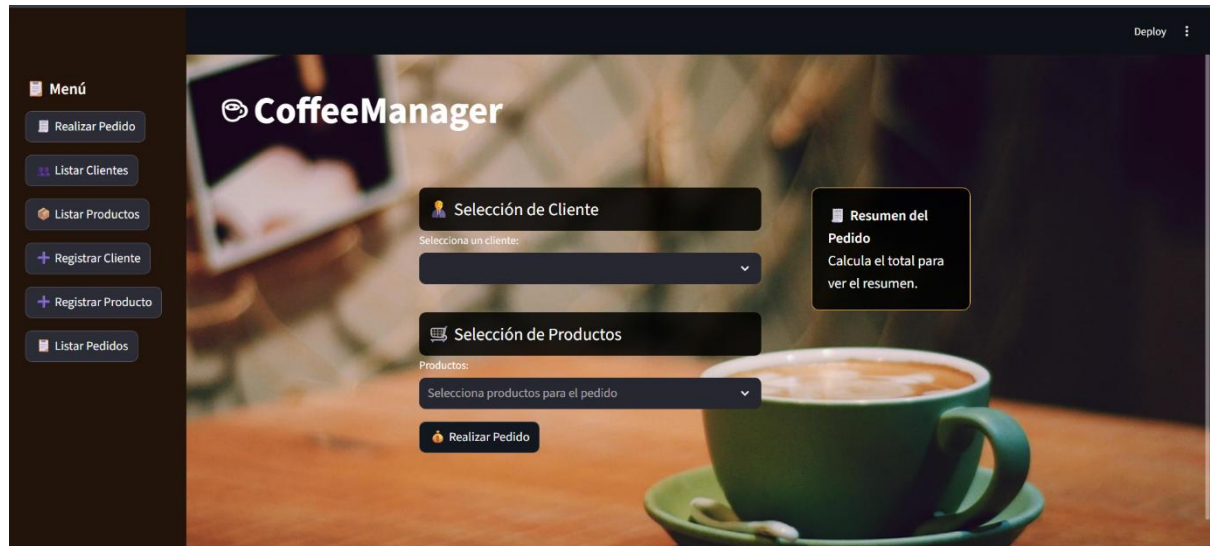 Deploy
Menú
Realizar Pedido
Listar Clientes
Listar Productos
Registrar Cliente
Registrar Producto
Listar Pedidos
CoffeeManager
Selección de Cliente
Selecciona un cliente:
Selección de Productos
Productos:
Selecciona productos para el pedido
Realizar Pedido
Resumen del
Pedido
Calcula el total para
ver el resumen.